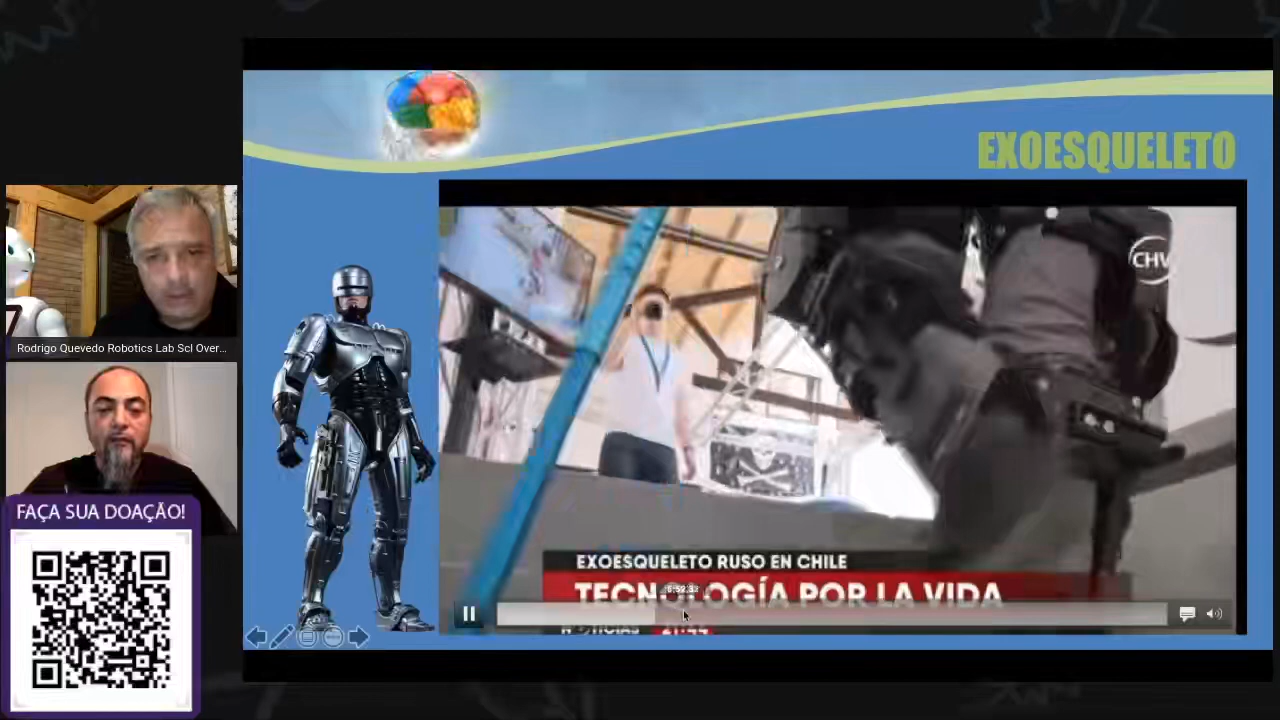 EXOESQUELETO
CHV
Rodrigo Quevedo Robotics Lab Scl Over...
FAÇA SUA DOAÇÃO!
EXOESQUELETO RUSO EN CHILE
TECNOLOGÍA POR LA VIDA